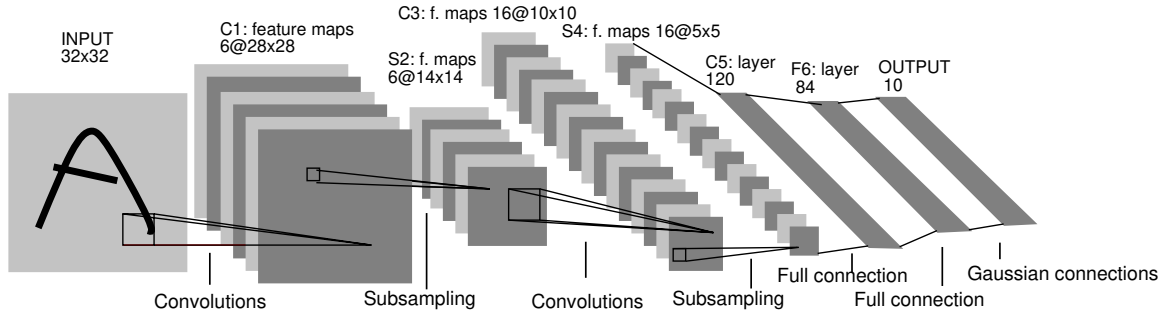 INPUT
32x32
C1: feature maps
6@28x28
S2: f. maps
6@14x14
C3: f. maps 16@10x10
S4: f. maps 16@5x5
C5: layer
120
F6: layer
84
OUTPUT
10
Convolutions
Subsampling
Convolutions
Subsampling
Full connection
Full connection
Gaussian connections